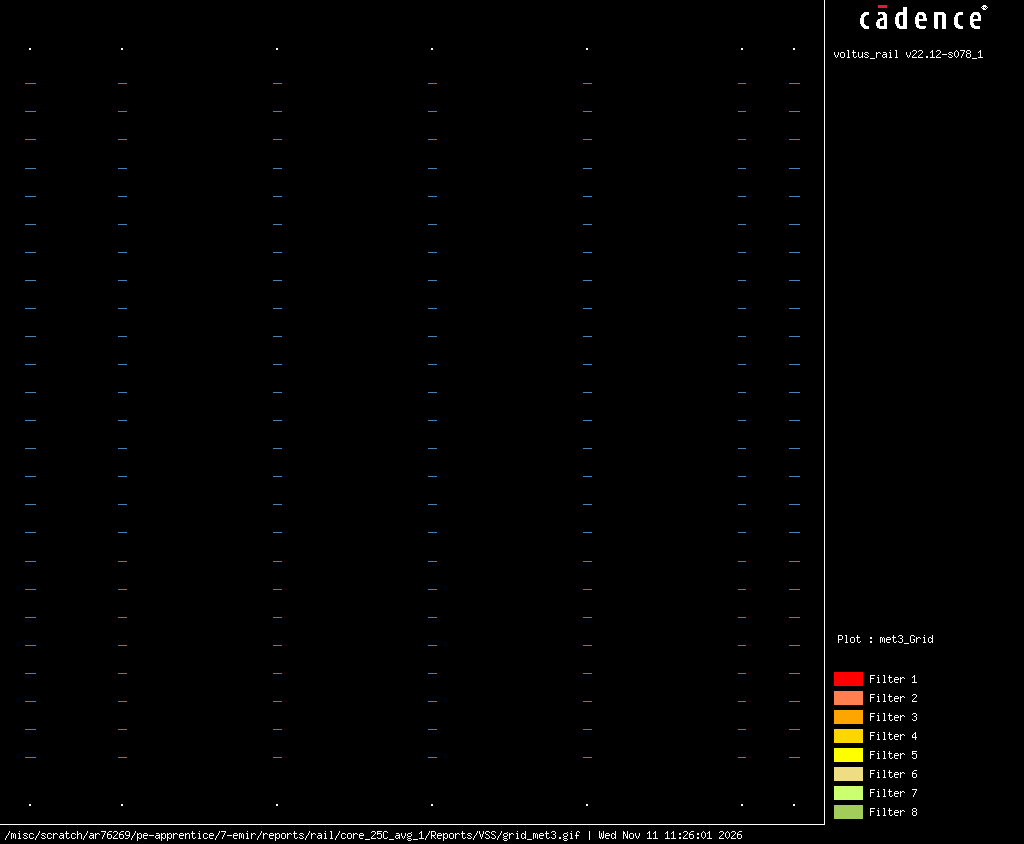 cādence®
voltus_rail v22.12-s078_1
Plot : met3_Grid
Filter 1
Filter 2
Filter 3
Filter 4
Filter 5
Filter 6
Filter 7
Filter 8
/misc/scratch/ar76269/pe-apprentice/7-emir/reports/rail/core_25C_avg_1/Reports/VSS/grid_met3.gif | Wed Nov 11 11:26:01 2026